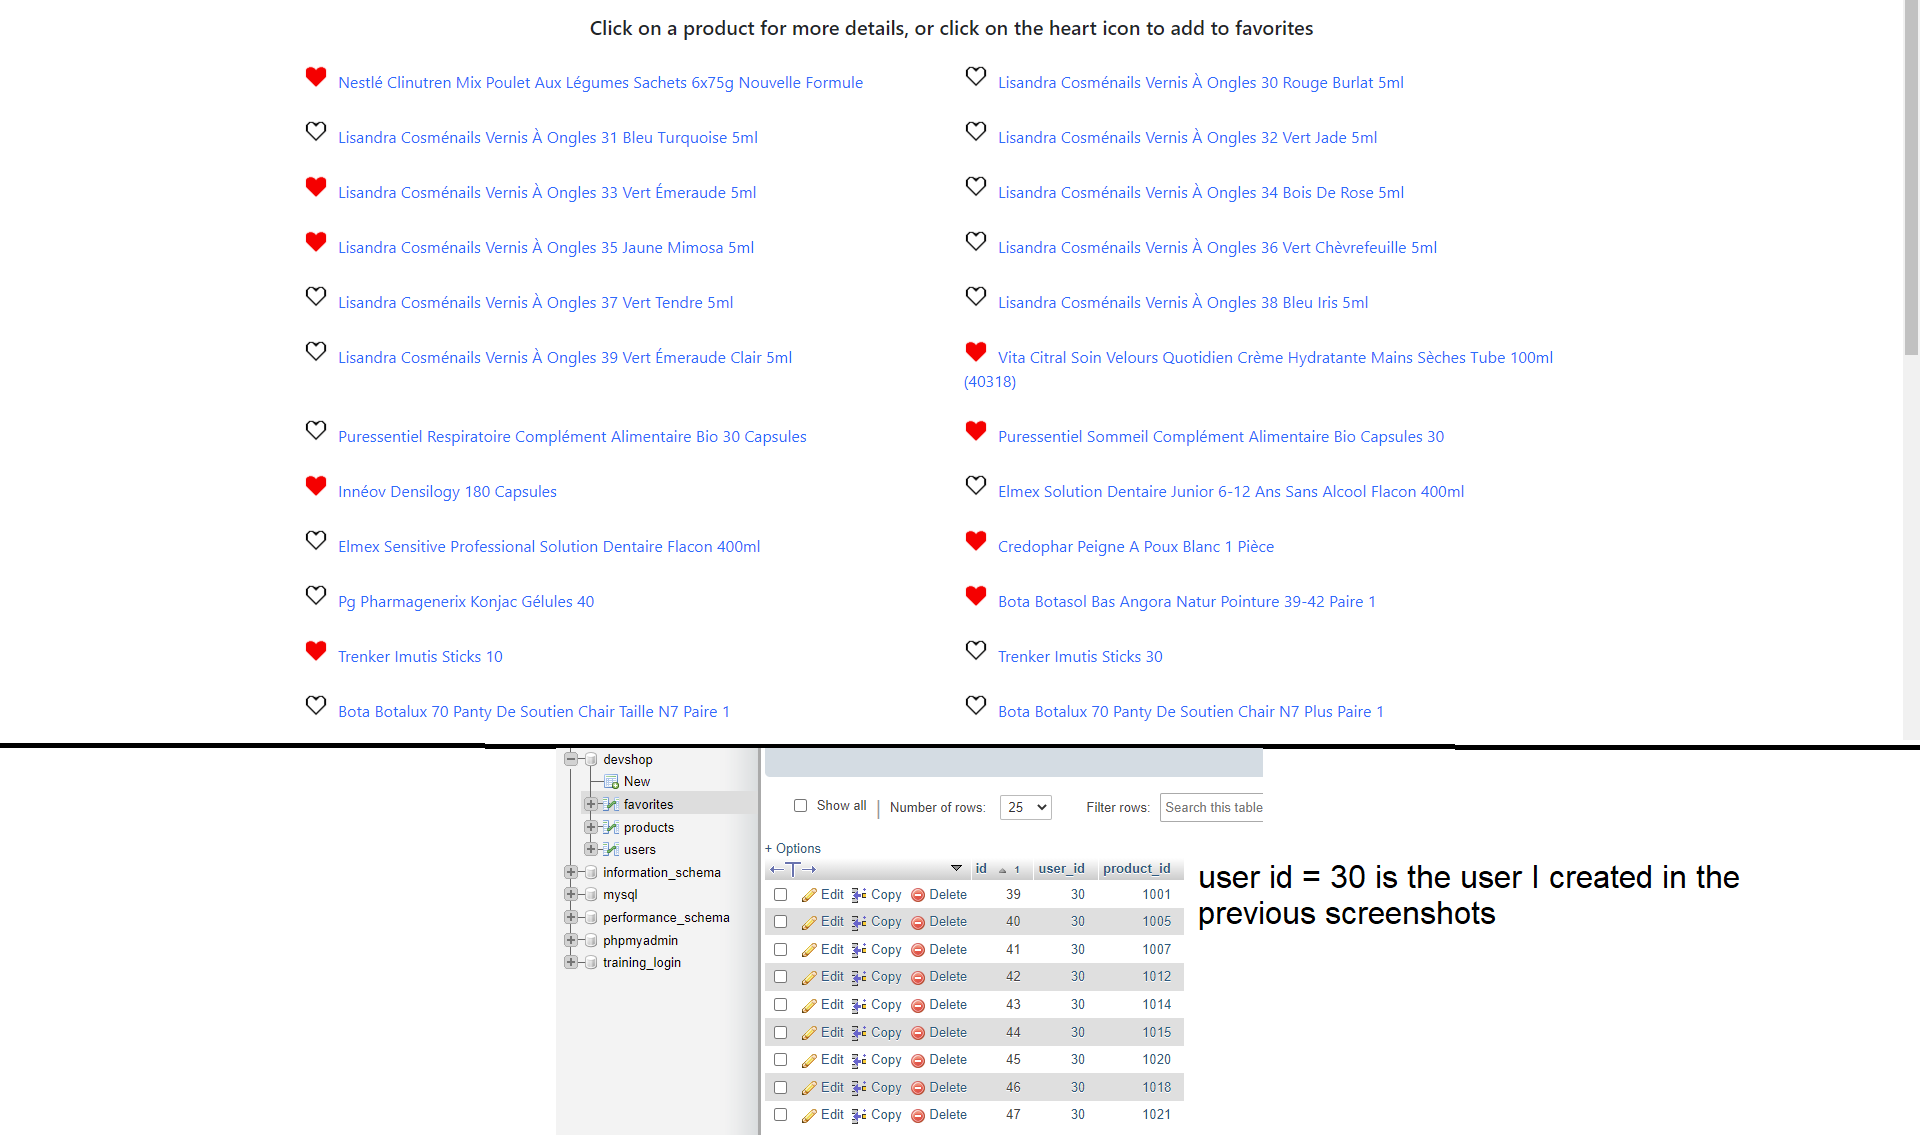 Click on a product for more details, or click on the heart icon to add to favorites
Nestlé Clinutren Mix Poulet Aux Légumes Sachets 6x75g Nouvelle Formule
Lisandra Cosménails Vernis À Ongles 30 Rouge Burlat 5ml
Lisandra Cosménails Vernis À Ongles 31 Bleu Turquoise 5ml
Lisandra Cosménails Vernis À Ongles 32 Vert Jade 5ml
Lisandra Cosménails Vernis À Ongles 33 Vert Émeraude 5ml
Lisandra Cosménails Vernis À Ongles 34 Bois De Rose 5ml
Lisandra Cosménails Vernis À Ongles 35 Jaune Mimosa 5ml
Lisandra Cosménails Vernis À Ongles 36 Vert Chèvrefeuille 5ml
Lisandra Cosménails Vernis À Ongles 37 Vert Tendre 5ml
Lisandra Cosménails Vernis À Ongles 38 Bleu Iris 5ml
Lisandra Cosménails Vernis À Ongles 39 Vert Émeraude Clair 5ml
Vita Citral Soin Velours Quotidien Crème Hydratante Mains Sèches Tube 100ml
(40318)
Puressentiel Respiratoire Complément Alimentaire Bio 30 Capsules
Puressentiel Sommeil Complément Alimentaire Bio Capsules 30
Innéov Densilogy 180 Capsules
Elmex Solution Dentaire Junior 6-12 Ans Sans Alcool Flacon 400ml
Elmex Sensitive Professional Solution Dentaire Flacon 400ml
Credophar Peigne A Poux Blanc 1 Pièce
Pg Pharmagenerix Konjac Gélules 40
Bota Botasol Bas Angora Natur Pointure 39-42 Paire 1
Trenker Imutis Sticks 10
Trenker Imutis Sticks 30
Bota Botalux 70 Panty De Soutien Chair Taille N7 Paire 1
Bota Botalux 70 Panty De Soutien Chair N7 Plus Paire 1
devshop
New
favorites
products
users
information_schema
mysql
performance_schema
phpmyadmin
training_login
Show all | Number of rows: 25 Filter rows: Search this table
+ Options
id 1 user_id product_id
Edit Copy Delete 39 30 1001
Edit Copy Delete 40 30 1005
Edit Copy Delete 41 30 1007
Edit Copy Delete 42 30 1012
Edit Copy Delete 43 30 1014
Edit Copy Delete 44 30 1015
Edit Copy Delete 45 30 1020
Edit Copy Delete 46 30 1018
Edit Copy Delete 47 30 1021
user id = 30 is the user I created in the
previous screenshots